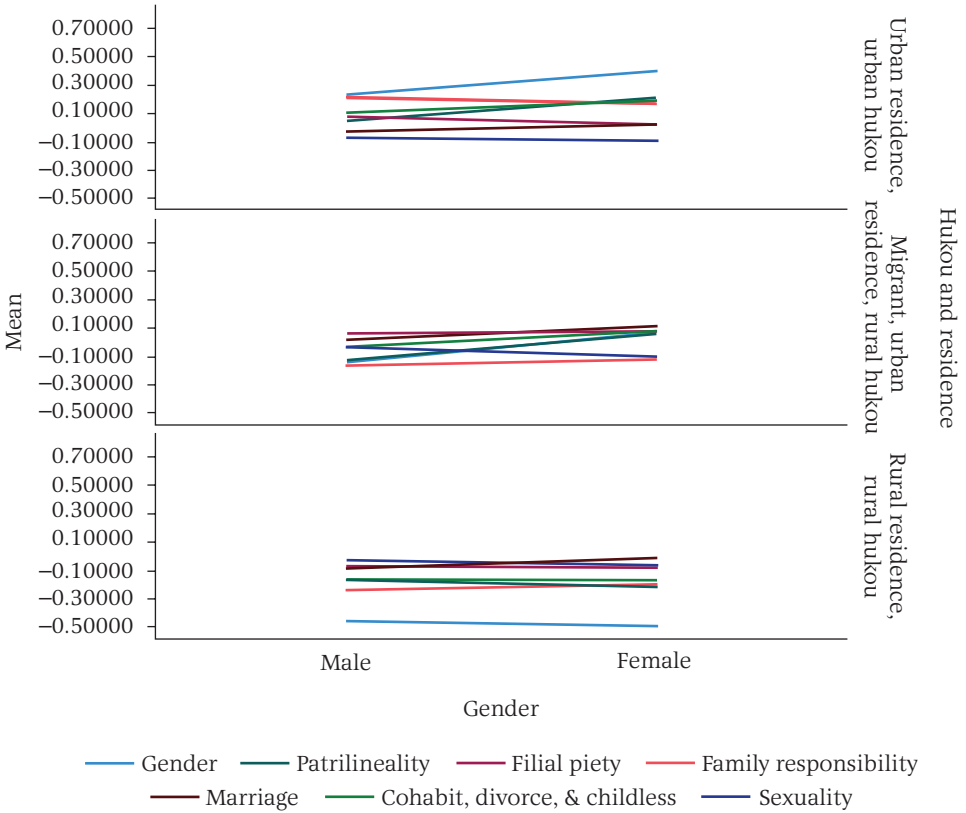 0.70000
0.50000
0.30000
0.10000
−0.10000
−0.30000
−0.50000
Urban residence,
urban hukou
0.70000
0.50000
0.30000
0.10000
−0.10000
−0.30000
−0.50000
Migrant, urban
residence, rural hukou
0.70000
0.50000
0.30000
0.10000
−0.10000
−0.30000
−0.50000
Rural residence,
rural hukou
Mean
Hukou and residence
Male Female
Gender
Gender Patrilineality Filial piety Family responsibility
Marriage Cohabit, divorce, & childless Sexuality